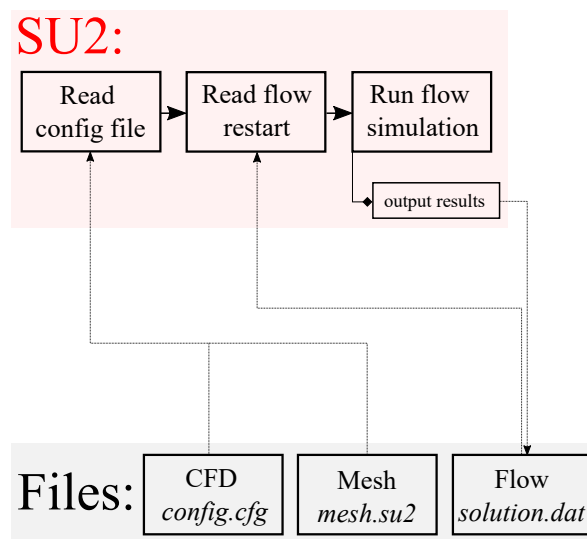 SU2:
Read
config file
Read flow
restart
Run flow
simulation
output results
Files:
CFD
config.cfg
Mesh
mesh.su2
Flow
solution.dat